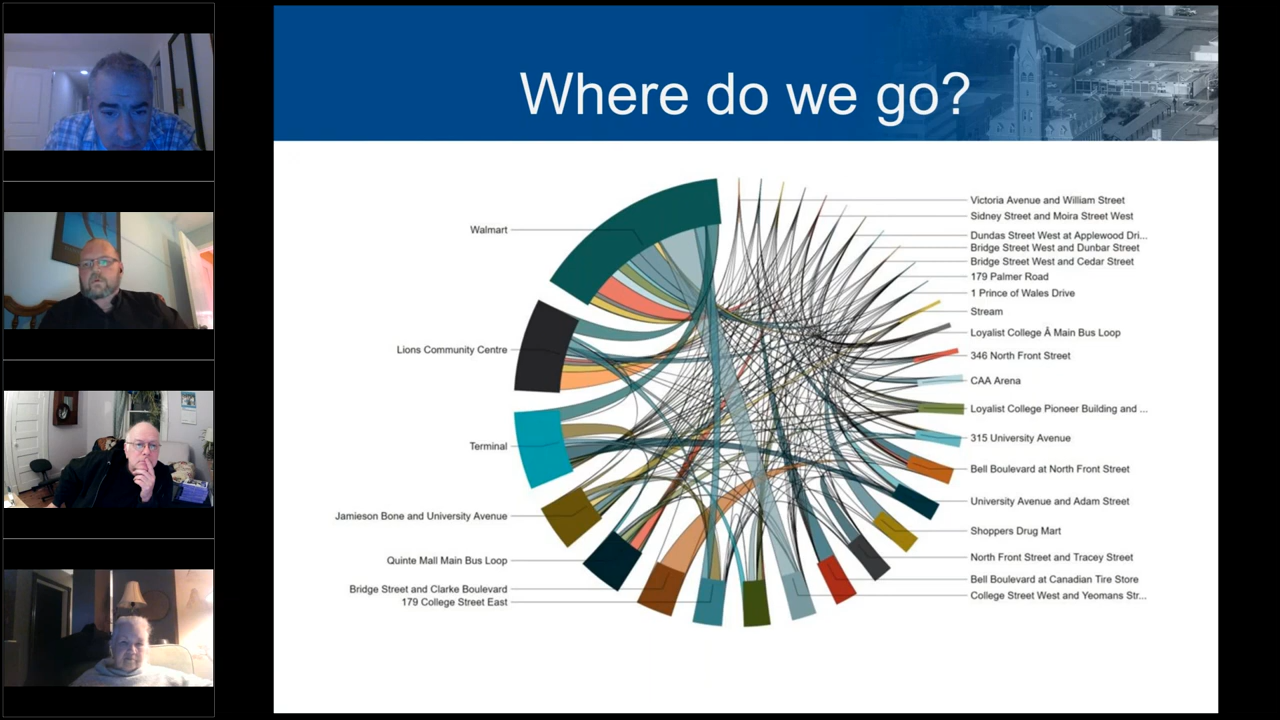 Where do we go?
Walmart
Lions Community Centre
Terminal
Jamieson Bone and University Avenue
Quinte Mall Main Bus Loop
Bridge Street and Clarke Boulevard
179 College Street East
Victoria Avenue and William Street
Sidney Street and Moira Street West
Dundas Street West at Applewood Dri...
Bridge Street West and Dunbar Street
Bridge Street West and Cedar Street
179 Palmer Road
1 Prince of Wales Drive
Stream
Loyalist College Â Main Bus Loop
346 North Front Street
CAA Arena
Loyalist College Pioneer Building and ...
315 University Avenue
Bell Boulevard at North Front Street
University Avenue and Adam Street
Shoppers Drug Mart
North Front Street and Tracey Street
Bell Boulevard at Canadian Tire Store
College Street West and Yeomans Str...